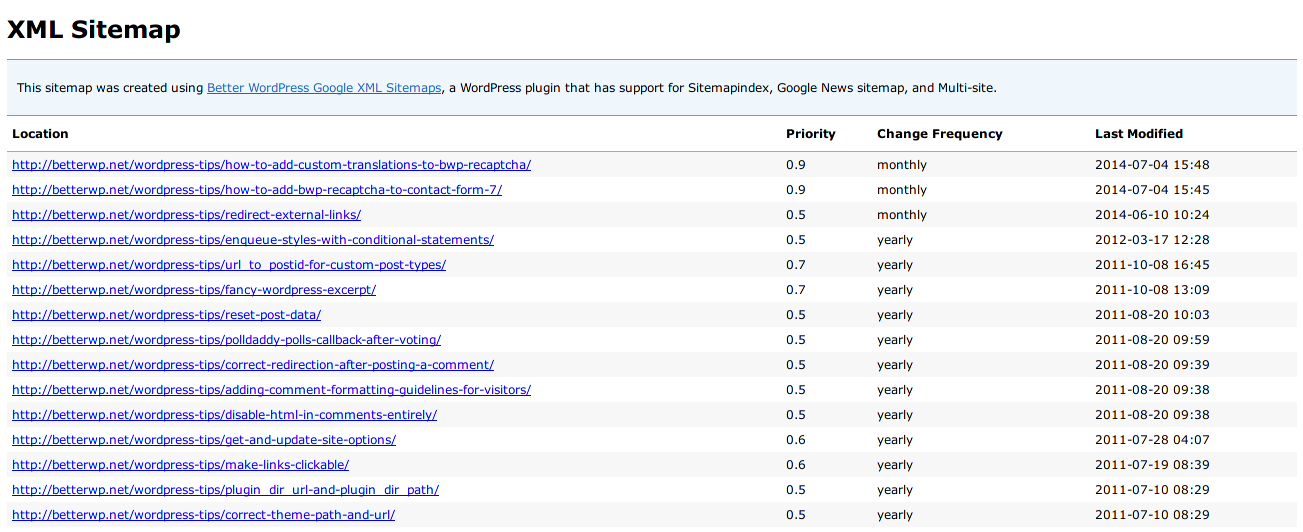 XML Sitemap
This sitemap was created using Better WordPress Google XML Sitemaps, a WordPress plugin that has support for Sitemapindex, Google News sitemap, and Multi-site.
Location Priority Change Frequency Last Modified
http://betterwp.net/wordpress-tips/how-to-add-custom-translations-to-bwp-recaptcha/ 0.9 monthly 2014-07-04 15:48
http://betterwp.net/wordpress-tips/how-to-add-bwp-recaptcha-to-contact-form-7/ 0.9 monthly 2014-07-04 15:45
http://betterwp.net/wordpress-tips/redirect-external-links/ 0.5 monthly 2014-06-10 10:24
http://betterwp.net/wordpress-tips/enqueue-styles-with-conditional-statements/ 0.5 yearly 2012-03-17 12:28
http://betterwp.net/wordpress-tips/url_to_postid-for-custom-post-types/ 0.7 yearly 2011-10-08 16:45
http://betterwp.net/wordpress-tips/fancy-wordpress-excerpt/ 0.7 yearly 2011-10-08 13:09
http://betterwp.net/wordpress-tips/reset-post-data/ 0.5 yearly 2011-08-20 10:03
http://betterwp.net/wordpress-tips/polldaddy-polls-callback-after-voting/ 0.5 yearly 2011-08-20 09:59
http://betterwp.net/wordpress-tips/correct-redirection-after-posting-a-comment/ 0.5 yearly 2011-08-20 09:39
http://betterwp.net/wordpress-tips/adding-comment-formatting-guidelines-for-visitors/ 0.5 yearly 2011-08-20 09:38
http://betterwp.net/wordpress-tips/disable-html-in-comments-entirely/ 0.5 yearly 2011-08-20 09:38
http://betterwp.net/wordpress-tips/get-and-update-site-options/ 0.6 yearly 2011-07-28 04:07
http://betterwp.net/wordpress-tips/make-links-clickable/ 0.6 yearly 2011-07-19 08:39
http://betterwp.net/wordpress-tips/plugin_dir_url-and-plugin_dir_path/ 0.5 yearly 2011-07-10 08:29
http://betterwp.net/wordpress-tips/correct-theme-path-and-url/ 0.5 yearly 2011-07-10 08:29